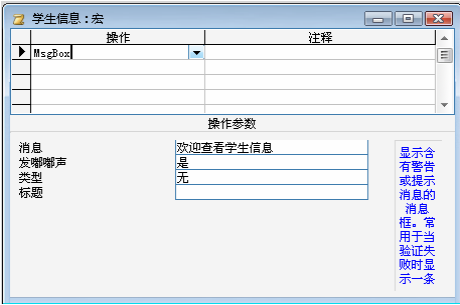 学生信息：宏
操作 注释
MsgBox
操作参数
消息 欢迎查看学生信息
发嘟嘟声 是
类型 无
标题
显示含
有警告
或提示
消息的
消息
框。常
用于当
验证失
败时显
示一条